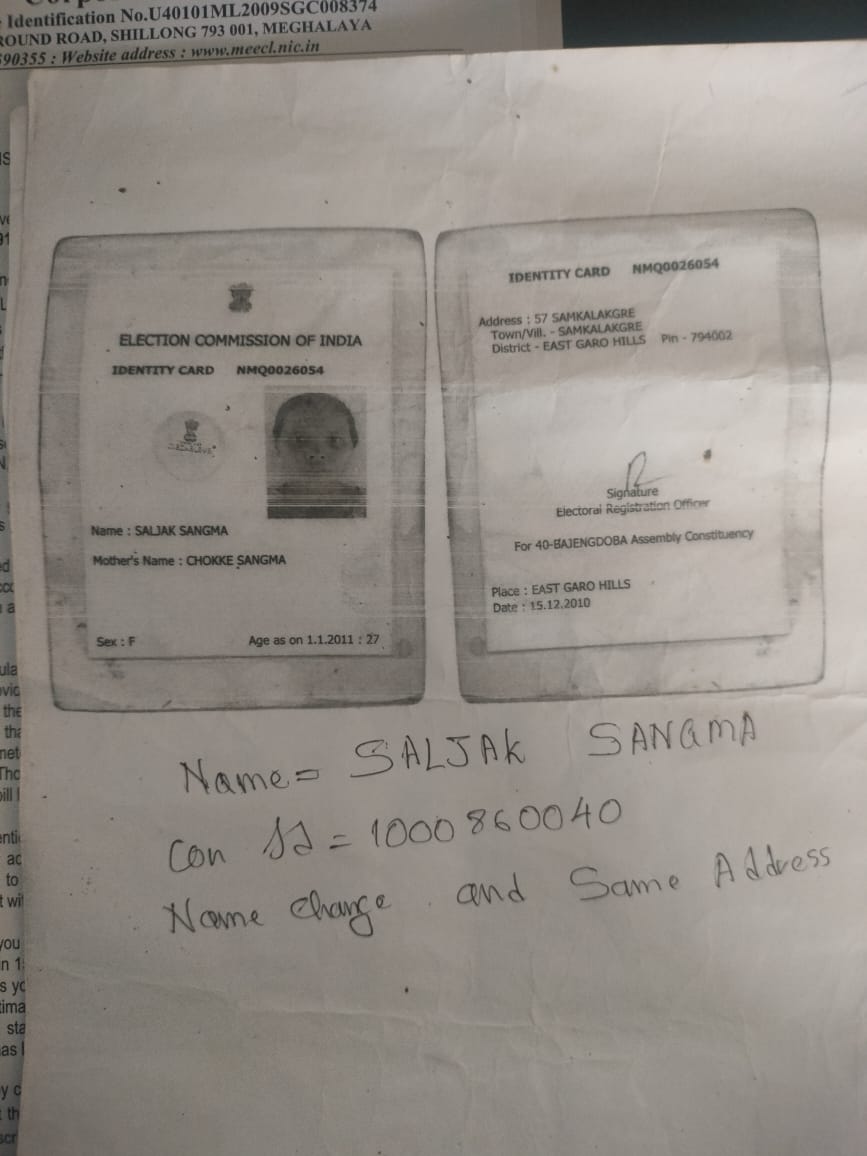 Identification No.U40101ML2009SGC008374
ROUND ROAD, SHILLONG 793 001, MEGHALAYA
590355 : Website address : www.meecl.nic.in
ELECTION COMMISSION OF INDIA
IDENTITY CARD NMQ0026054
Name : SALJAK SANGMA
Mother's Name : CHOKKE SANGMA
Sex : F Age as on 1.1.2011 : 27
IDENTITY CARD NMQ0026054
Address : 57 SAMKALAKGRE
Town/Vill. - SAMKALAKGRE
District - EAST GARO HILLS Pin - 794002
Signature
Electoral Registration Officer
For 40-BAJENGDOBA Assembly Constituency
Place : EAST GARO HILLS
Date : 15.12.2010
Name = SALJAK SANGMA
Con Id = 1000860040
Name change and Same Address